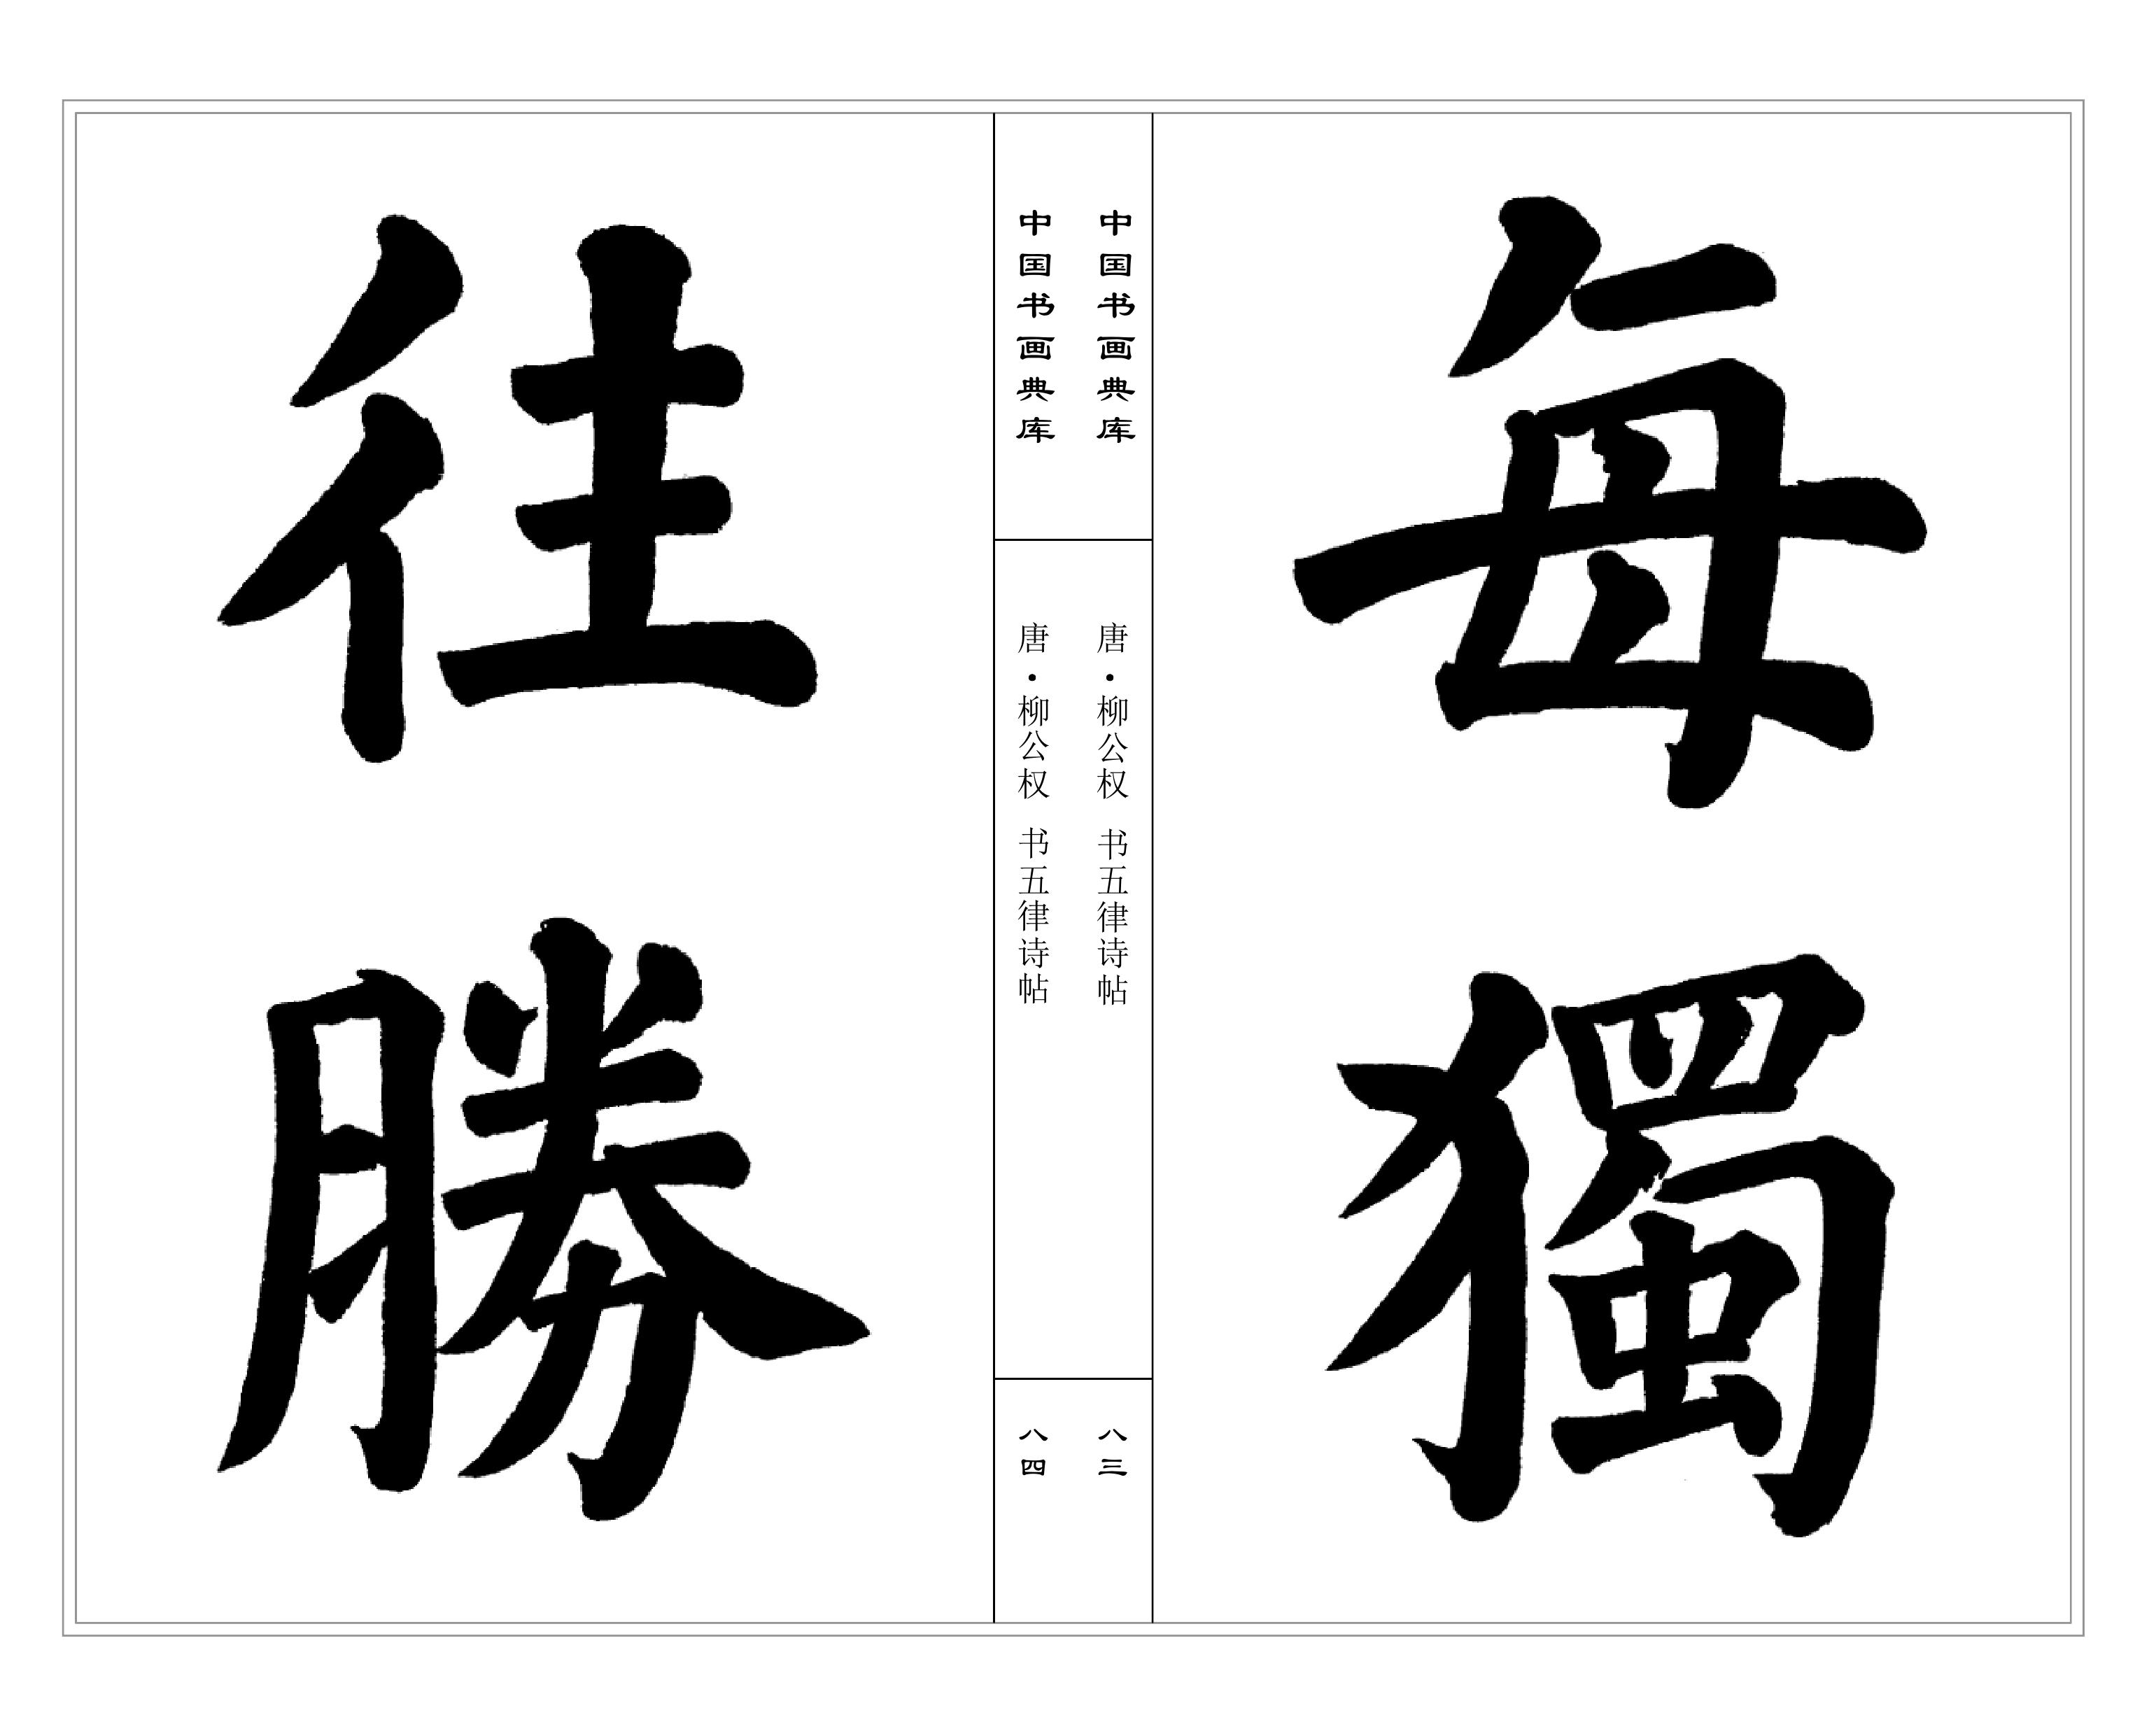 每獨
中国书画典库
唐·柳公权 书五律诗帖
八三
中国书画典库
唐·柳公权 书五律诗帖
八四
往勝